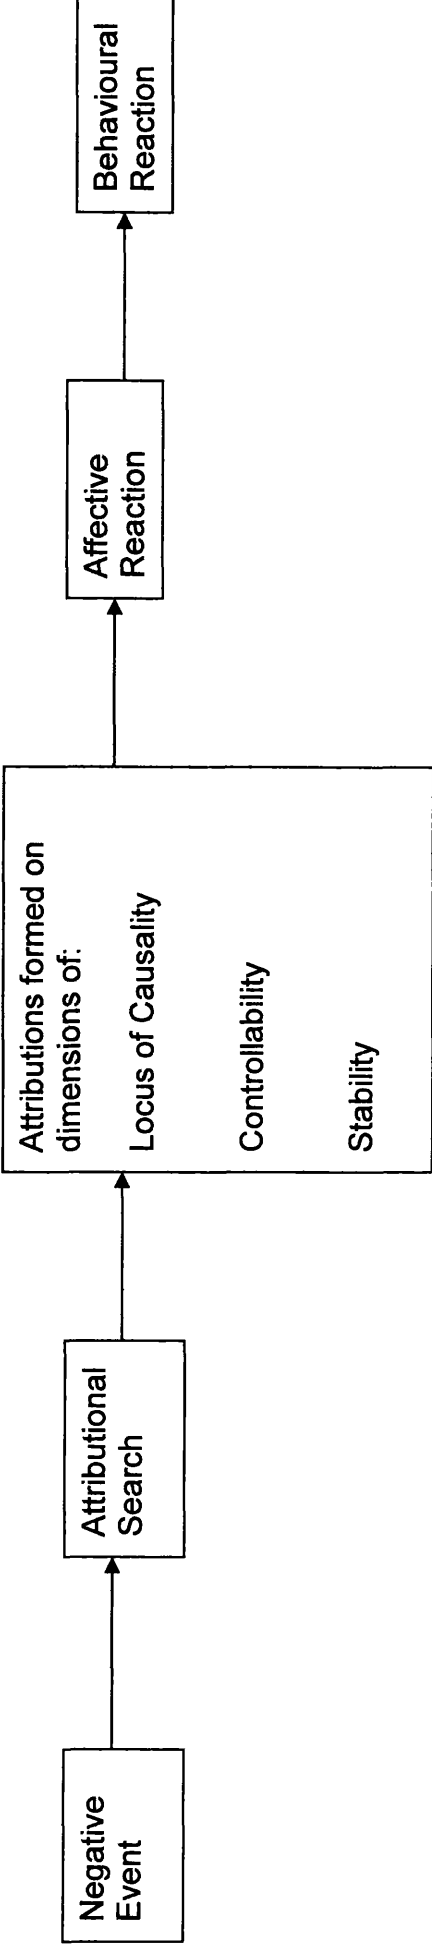 Negative
Event
Attributional
Search
Attributions formed on
dimensions of:
Locus of Causality
Controllability
Stability
Affective
Reaction
Behavioural
Reaction